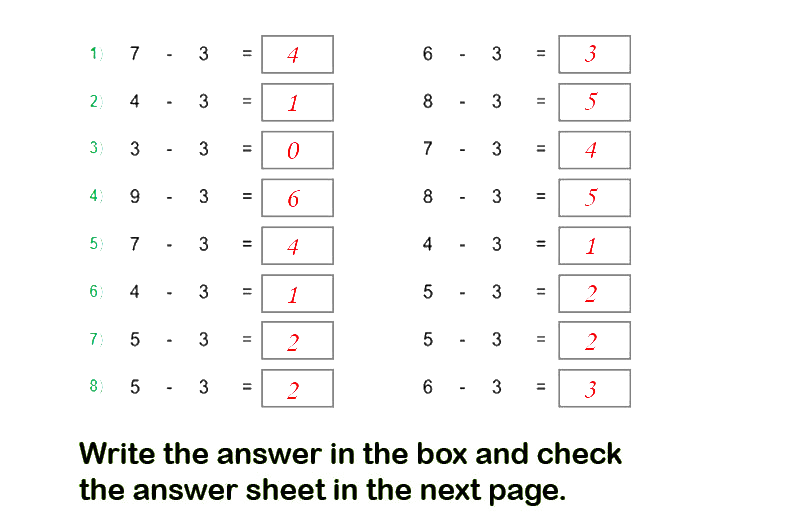 1) 7 - 3 = 4 6 - 3 = 3
2) 4 - 3 = 1 8 - 3 = 5
3) 3 - 3 = 0 7 - 3 = 4
4) 9 - 3 = 6 8 - 3 = 5
5) 7 - 3 = 4 4 - 3 = 1
6) 4 - 3 = 1 5 - 3 = 2
7) 5 - 3 = 2 5 - 3 = 2
8) 5 - 3 = 2 6 - 3 = 3
Write the answer in the box and check
the answer sheet in the next page.